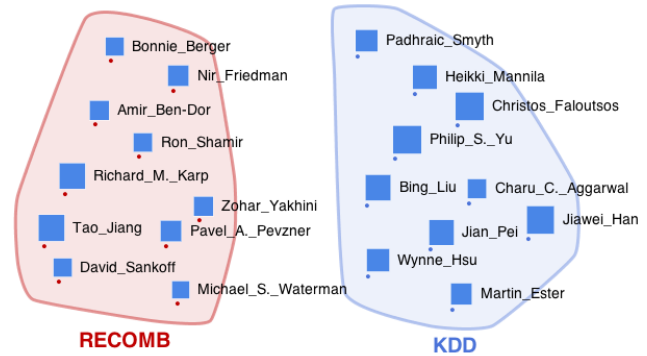 Bonnie_Berger
Nir_Friedman
Amir_Ben-Dor
Ron_Shamir
Richard_M._Karp
Zohar_Yakhini
Tao_Jiang
Pavel_A._Pevzner
David_Sankoff
Michael_S._Waterman
RECOMB
Padhraic_Smyth
Heikki_Mannila
Christos_Faloutsos
Philip_S._Yu
Bing_Liu
Charu_C._Aggarwal
Jiawei_Han
Jian_Pei
Wynne_Hsu
Martin_Ester
KDD